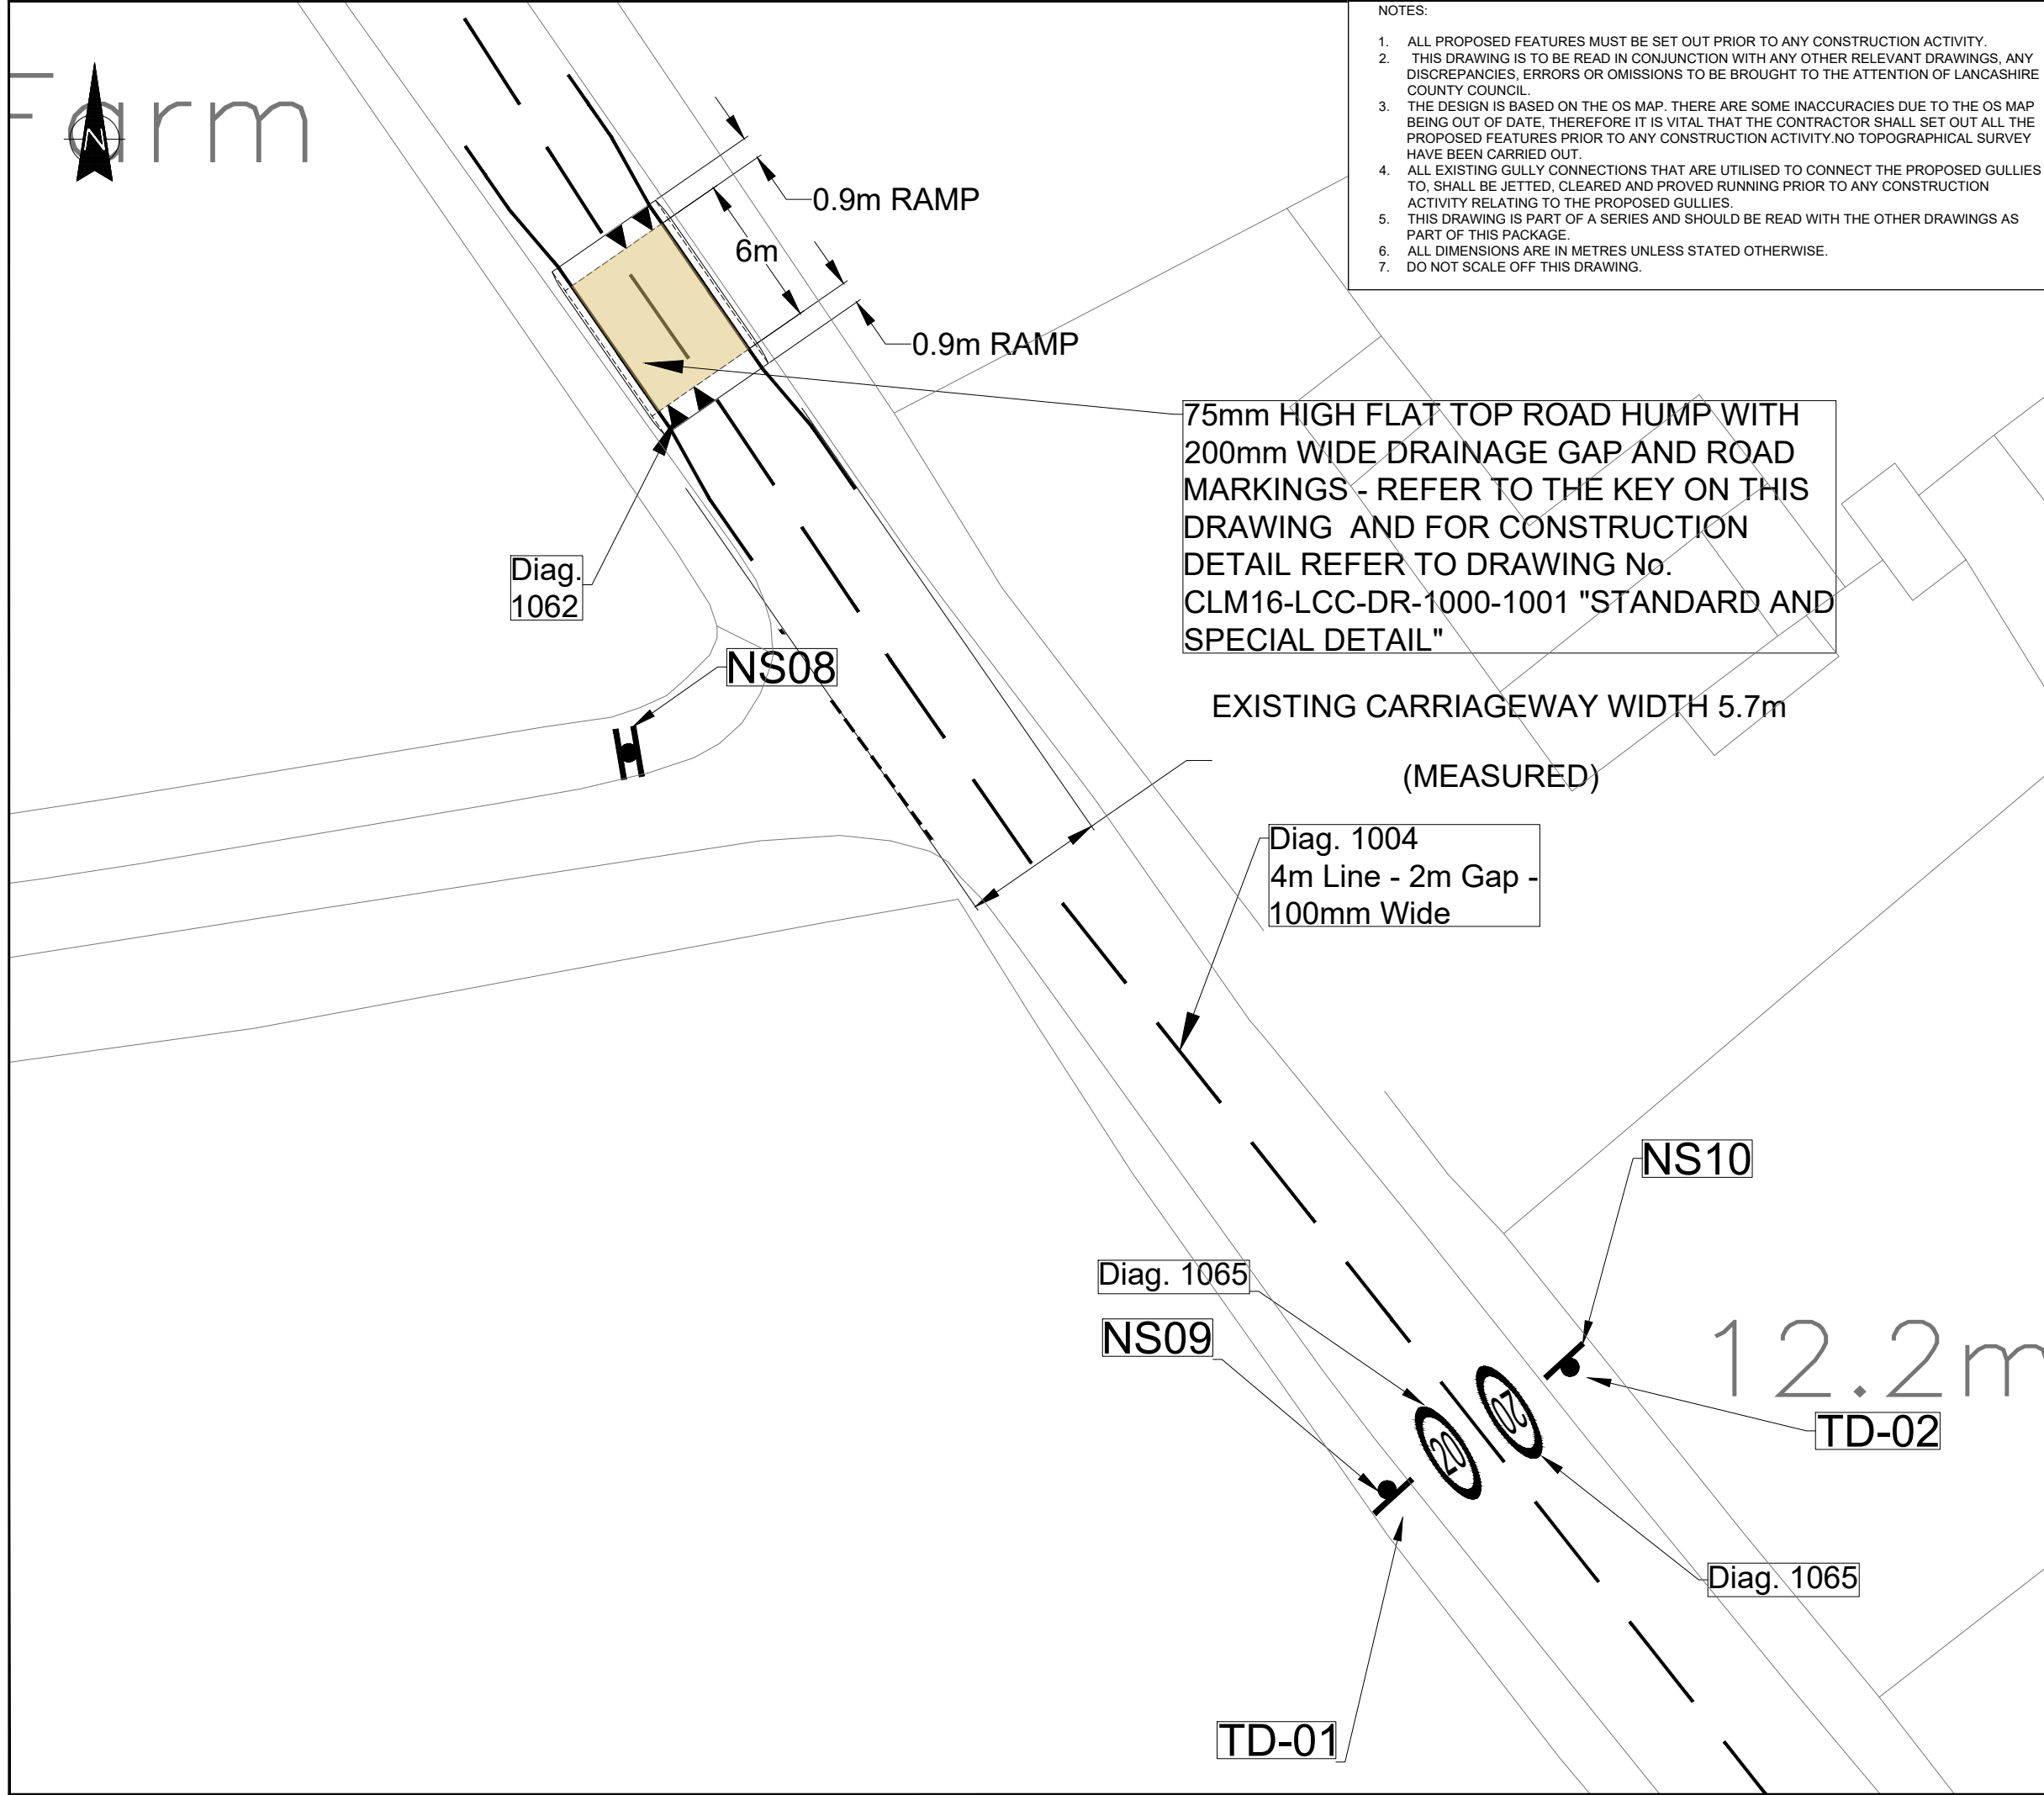 NOTES:
1. ALL PROPOSED FEATURES MUST BE SET OUT PRIOR TO ANY CONSTRUCTION ACTIVITY.
2. THIS DRAWING IS TO BE READ IN CONJUNCTION WITH ANY OTHER RELEVANT DRAWINGS, ANY
DISCREPANCIES, ERRORS OR OMISSIONS TO BE BROUGHT TO THE ATTENTION OF LANCASHIRE
COUNTY COUNCIL.
3. THE DESIGN IS BASED ON THE OS MAP. THERE ARE SOME INACCURACIES DUE TO THE OS MAP
BEING OUT OF DATE, THEREFORE IT IS VITAL THAT THE CONTRACTOR SHALL SET OUT ALL THE
PROPOSED FEATURES PRIOR TO ANY CONSTRUCTION ACTIVITY.NO TOPOGRAPHICAL SURVEY
HAVE BEEN CARRIED OUT.
4. ALL EXISTING GULLY CONNECTIONS THAT ARE UTILISED TO CONNECT THE PROPOSED GULLIES
TO, SHALL BE JETTED, CLEARED AND PROVED RUNNING PRIOR TO ANY CONSTRUCTION
ACTIVITY RELATING TO THE PROPOSED GULLIES.
5. THIS DRAWING IS PART OF A SERIES AND SHOULD BE READ WITH THE OTHER DRAWINGS AS
PART OF THIS PACKAGE.
6. ALL DIMENSIONS ARE IN METRES UNLESS STATED OTHERWISE.
7. DO NOT SCALE OFF THIS DRAWING.
Farm
N
0.9m RAMP
6m
0.9m RAMP
75mm HIGH FLAT TOP ROAD HUMP WITH
200mm WIDE DRAINAGE GAP AND ROAD
MARKINGS - REFER TO THE KEY ON THIS
DRAWING AND FOR CONSTRUCTION
DETAIL REFER TO DRAWING No.
CLM16-LCC-DR-1000-1001 "STANDARD AND
SPECIAL DETAIL"
Diag.
1062
NS08
EXISTING CARRIAGEWAY WIDTH 5.7m
(MEASURED)
Diag. 1004
4m Line - 2m Gap -
100mm Wide
NS10
Diag. 1065
NS09
12.2m
20
20
TD-02
Diag. 1065
TD-01